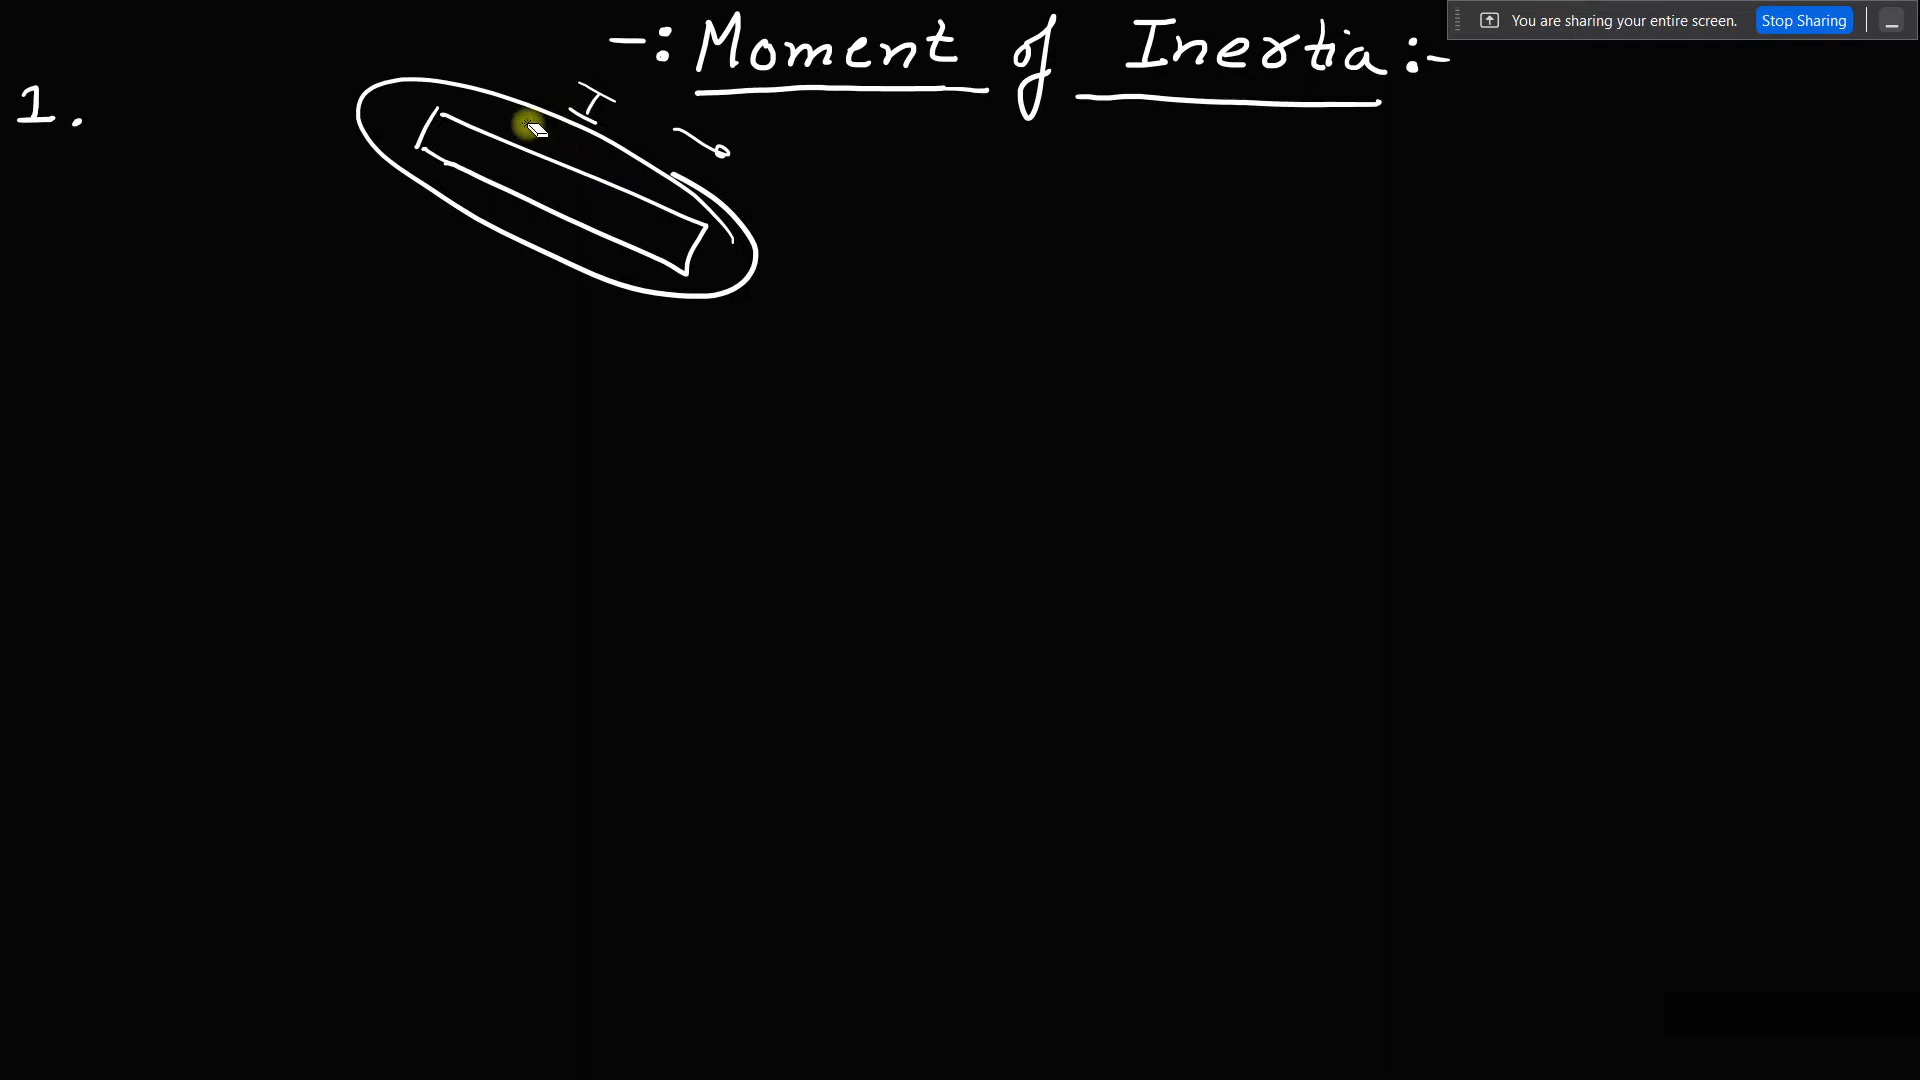 -: Moment of Inertia :-
You are sharing your entire screen. Stop Sharing
1.
I